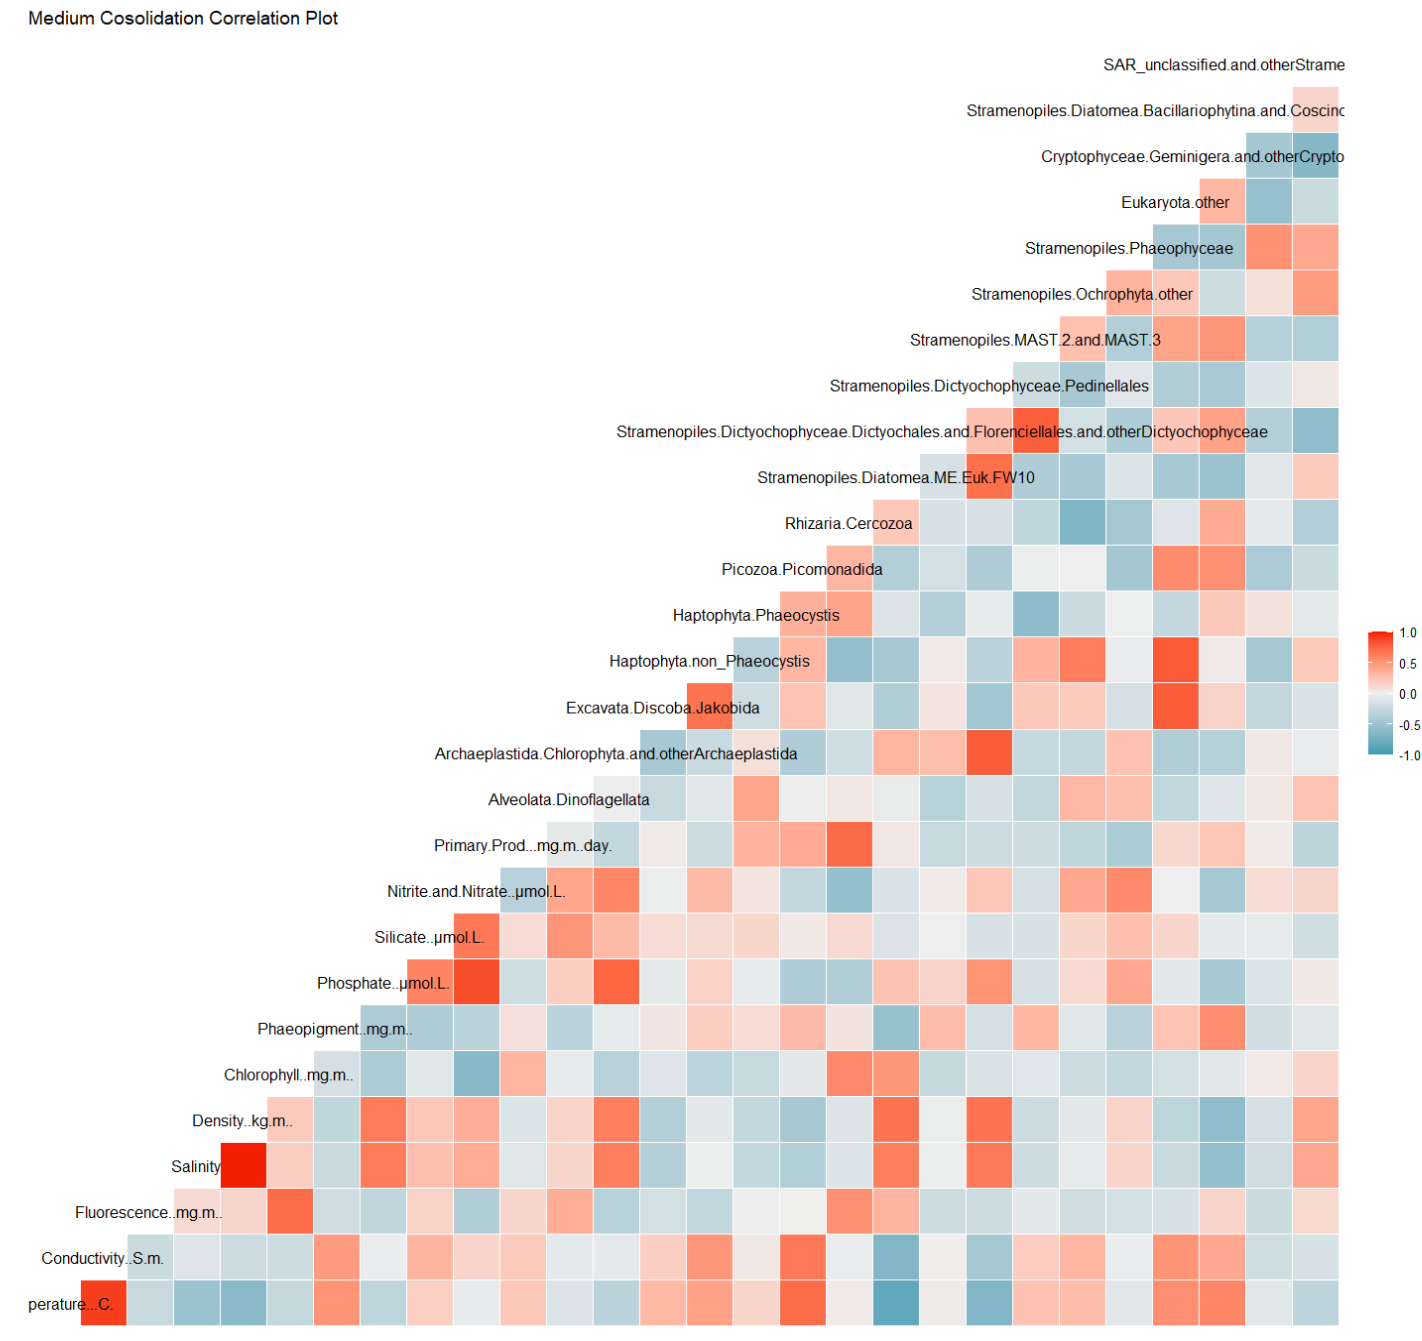 Medium Cosolidation Correlation Plot
SAR_unclassified.and.otherStrame
Stramenopiles.Diatomea.Bacillariophytina.and.Coscinc
Cryptophyceae.Geminigera.and.otherCrypto
Eukaryota.other
Stramenopiles.Phaeophyceae
Stramenopiles.Ochrophyta.other
Stramenopiles.MAST.2.and.MAST.3
Stramenopiles.Dictyochophyceae.Pedinellales
Stramenopiles.Dictyochophyceae.Dictyochales.and.Florenciellales.and.otherDictyochophyceae
Stramenopiles.Diatomea.ME.Euk.FW10
Rhizaria.Cercozoa
Picozoa.Picomonadida
Haptophyta.Phaeocystis
Haptophyta.non_Phaeocystis
Excavata.Discoba.Jakobida
Archaeplastida.Chlorophyta.and.otherArchaeplastida
Alveolata.Dinoflagellata
Primary.Prod...mg.m..day.
Nitrite.and.Nitrate..µmol.L.
Silicate..µmol.L.
Phosphate..µmol.L.
Phaeopigment..mg.m..
Chlorophyll..mg.m..
Density..kg.m..
Salinity
Fluorescence..mg.m..
Conductivity..S.m.
perature...C.
1.0
0.5
0.0
-0.5
-1.0